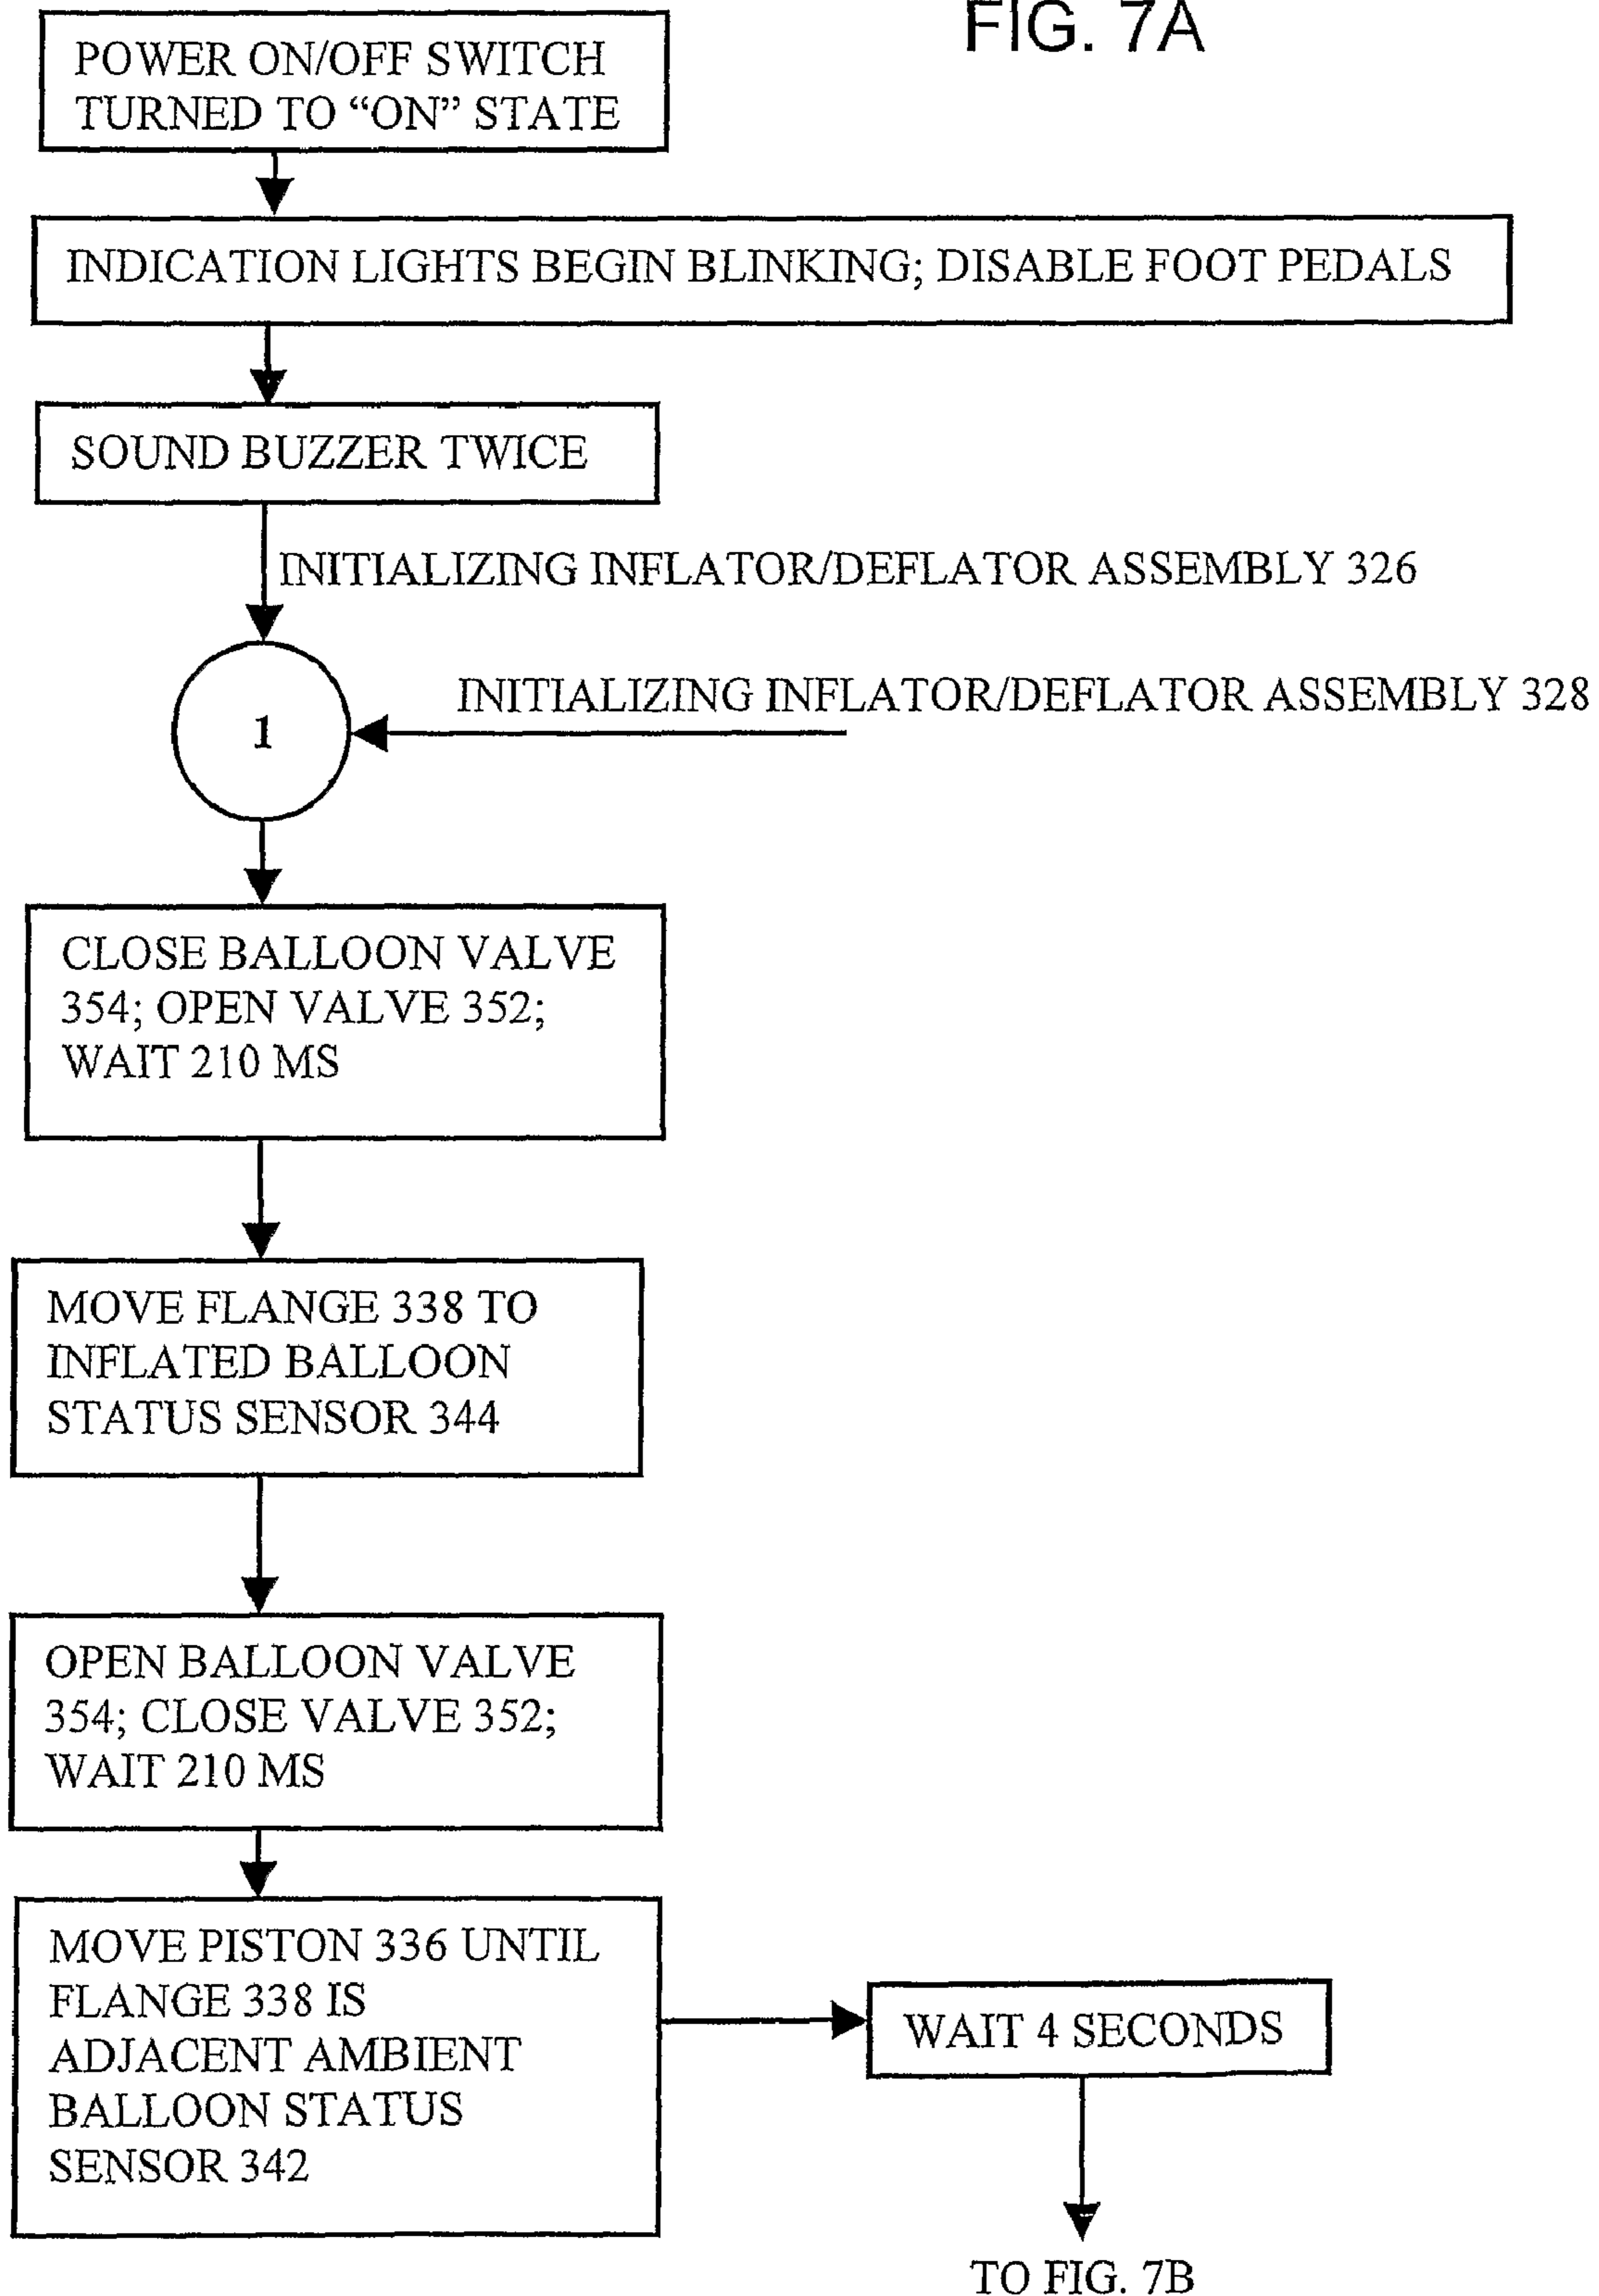 FIG. 7A
POWER ON/OFF SWITCH
TURNED TO “ON” STATE
INDICATION LIGHTS BEGIN BLINKING; DISABLE FOOT PEDALS
SOUND BUZZER TWICE
INITIALIZING INFLATOR/DEFLATOR ASSEMBLY 326
INITIALIZING INFLATOR/DEFLATOR ASSEMBLY 328
1
CLOSE BALLOON VALVE
354; OPEN VALVE 352;
WAIT 210 MS
MOVE FLANGE 338 TO
INFLATED BALLOON
STATUS SENSOR 344
OPEN BALLOON VALVE
354; CLOSE VALVE 352;
WAIT 210 MS
MOVE PISTON 336 UNTIL
FLANGE 338 IS
ADJACENT AMBIENT
BALLOON STATUS
SENSOR 342
WAIT 4 SECONDS
TO FIG. 7B